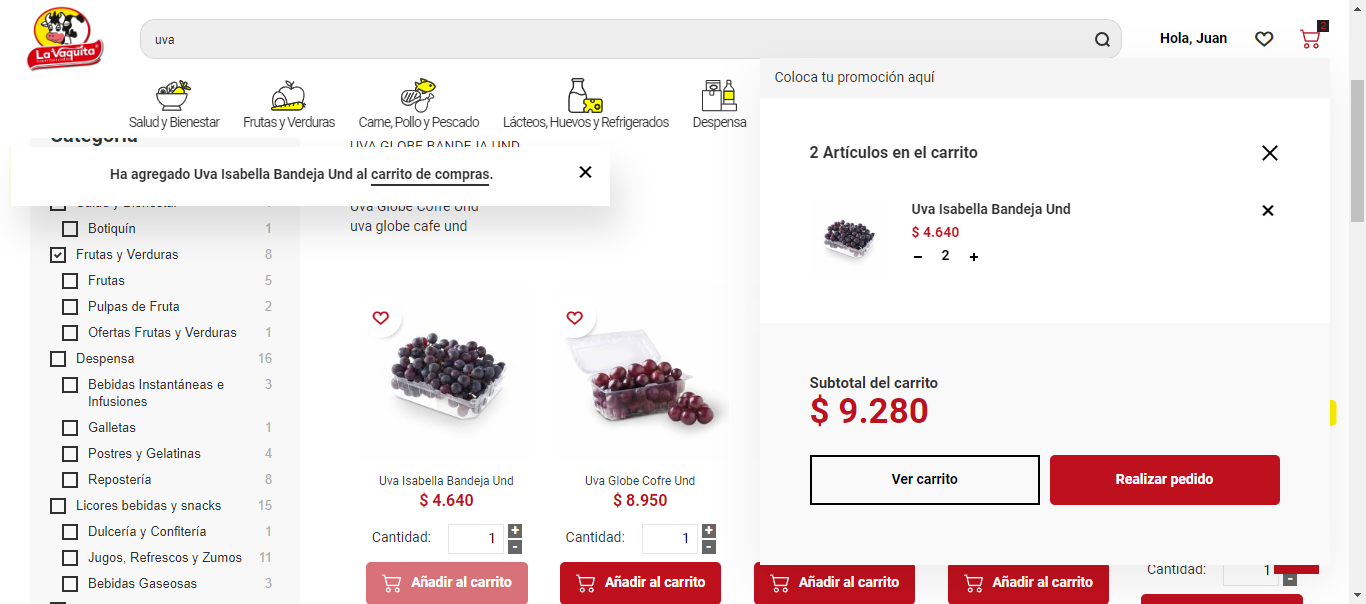 La Vaquita
uva
Hola, Juan
2
Salud y Bienestar
Frutas y Verduras
Carne, Pollo y Pescado
Lácteos, Huevos y Refrigerados
Despensa
Coloca tu promoción aquí
Categoría
UVA GLOBE BANDEJA UND
Ha agregado Uva Isabella Bandeja Und al carrito de compras.
Salud y Bienestar
Uva Globe Cofre Und
uva globe cafe und
Botiquín 1
Frutas y Verduras 8
Frutas 5
Pulpas de Fruta 2
Ofertas Frutas y Verduras 1
Despensa 16
Bebidas Instantáneas e 3
Infusiones
Galletas 1
Postres y Gelatinas 4
Repostería 8
Licores bebidas y snacks 15
Dulcería y Confitería 1
Jugos, Refrescos y Zumos 11
Bebidas Gaseosas 3
Uva Isabella Bandeja Und
$ 4.640
Cantidad: 1 + -
Añadir al carrito
Uva Globe Cofre Und
$ 8.950
Cantidad: 1 + -
Añadir al carrito
Añadir al carrito
Añadir al carrito
Cantidad: 1 -
2 Artículos en el carrito
Uva Isabella Bandeja Und
$ 4.640
− 2 +
Subtotal del carrito
$ 9.280
Ver carrito
Realizar pedido